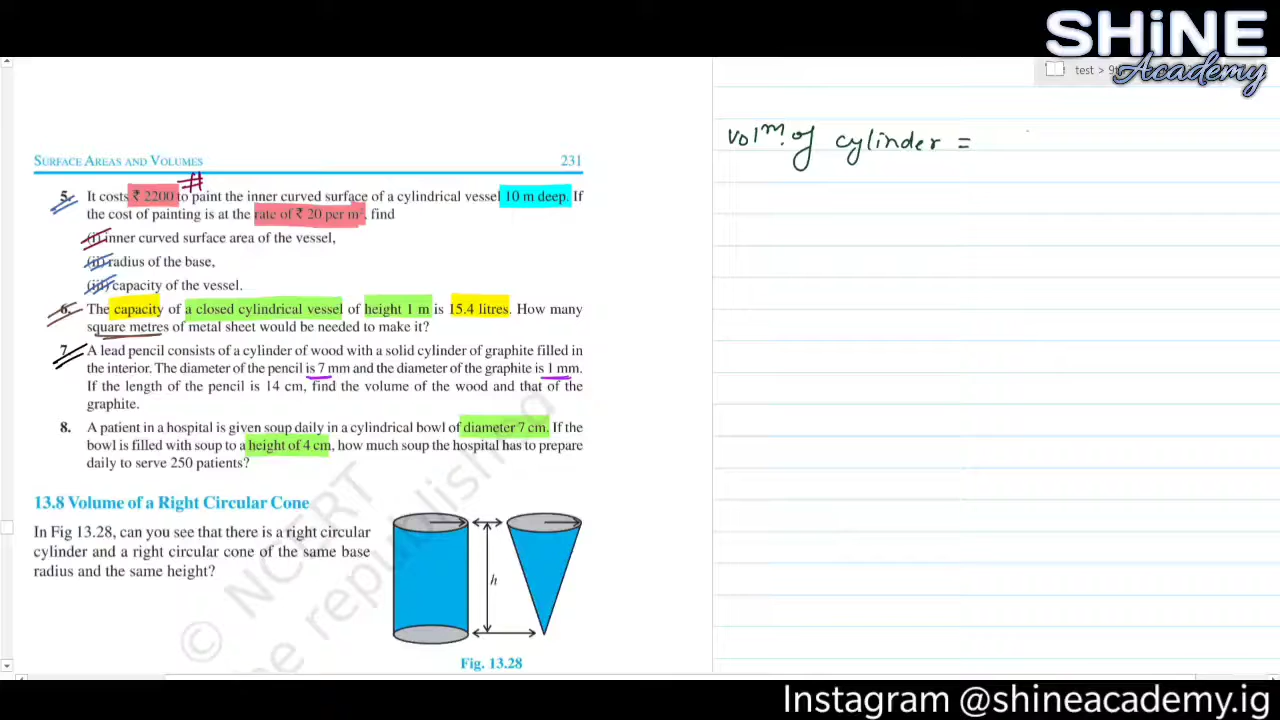 SHiNE
Academy
test > 9th
volm. of cylinder =
SURFACE AREAS AND VOLUMES 231
5. It costs ₹ 2200 to paint the inner curved surface of a cylindrical vessel 10 m deep. If
the cost of painting is at the rate of ₹ 20 per m², find
(i) inner curved surface area of the vessel,
(ii) radius of the base,
(iii) capacity of the vessel.
6. The capacity of a closed cylindrical vessel of height 1 m is 15.4 litres. How many
square metres of metal sheet would be needed to make it?
7. A lead pencil consists of a cylinder of wood with a solid cylinder of graphite filled in
the interior. The diameter of the pencil is 7 mm and the diameter of the graphite is 1 mm.
If the length of the pencil is 14 cm, find the volume of the wood and that of the
graphite.
8. A patient in a hospital is given soup daily in a cylindrical bowl of diameter 7 cm. If the
bowl is filled with soup to a height of 4 cm, how much soup the hospital has to prepare
daily to serve 250 patients?
13.8 Volume of a Right Circular Cone
In Fig 13.28, can you see that there is a right circular
cylinder and a right circular cone of the same base
radius and the same height?
h
Fig. 13.28
© NCERT
be republishing
Instagram @shineacademy.ig